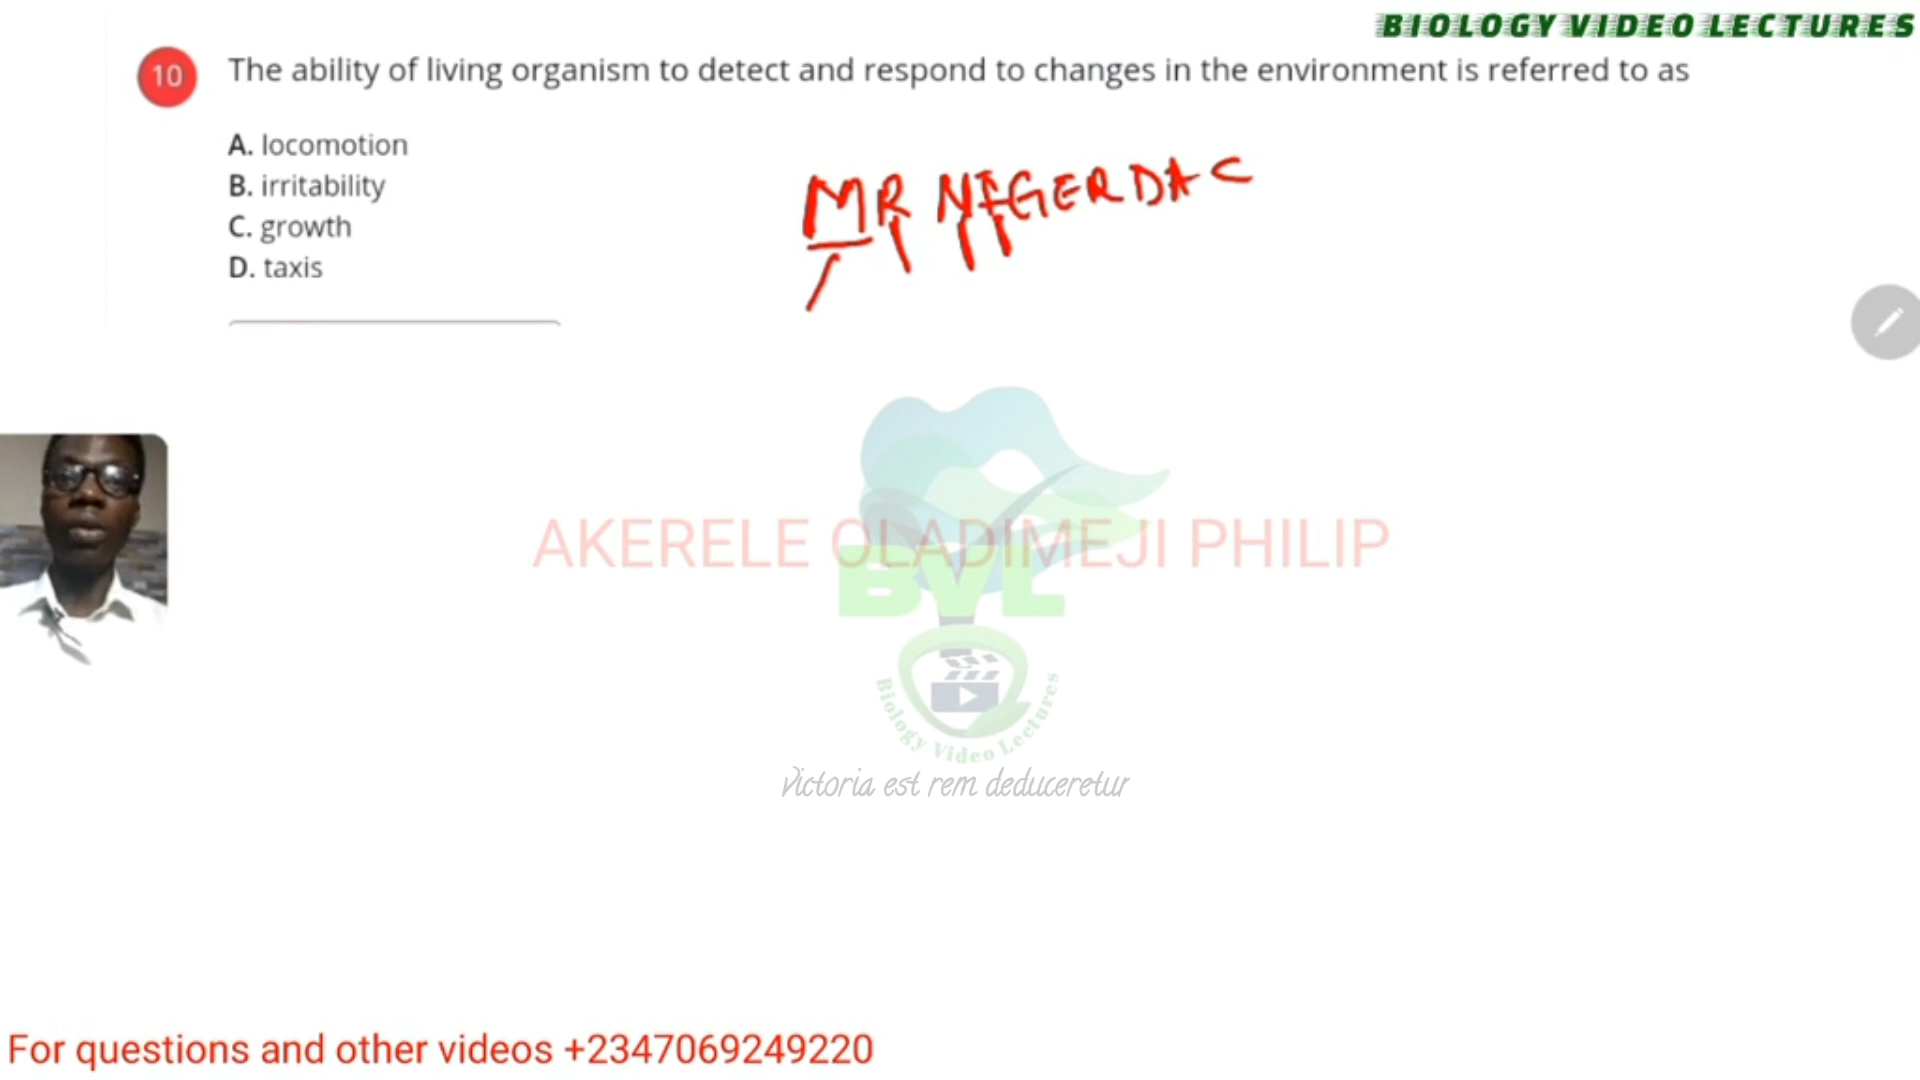 BIOLOGY VIDEO LECTURES
10 The ability of living organism to detect and respond to changes in the environment is referred to as
A. locomotion
B. irritability
C. growth
D. taxis
MR NIGERDAC
AKERELE OLADIMEJI PHILIP
BVL
Biology Video Lectures
Victoria est rem deduceretur
For questions and other videos +2347069249220